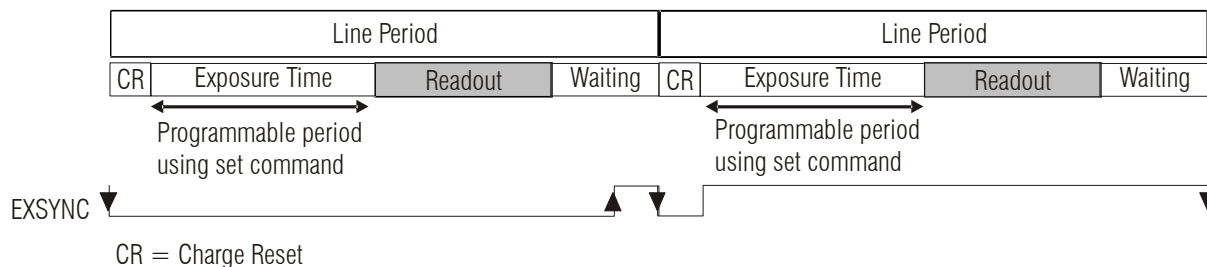 Line Period Line Period
CR Exposure Time Readout Waiting CR Exposure Time Readout Waiting
Programmable period Programmable period
using set command using set command
EXSYNC
CR = Charge Reset